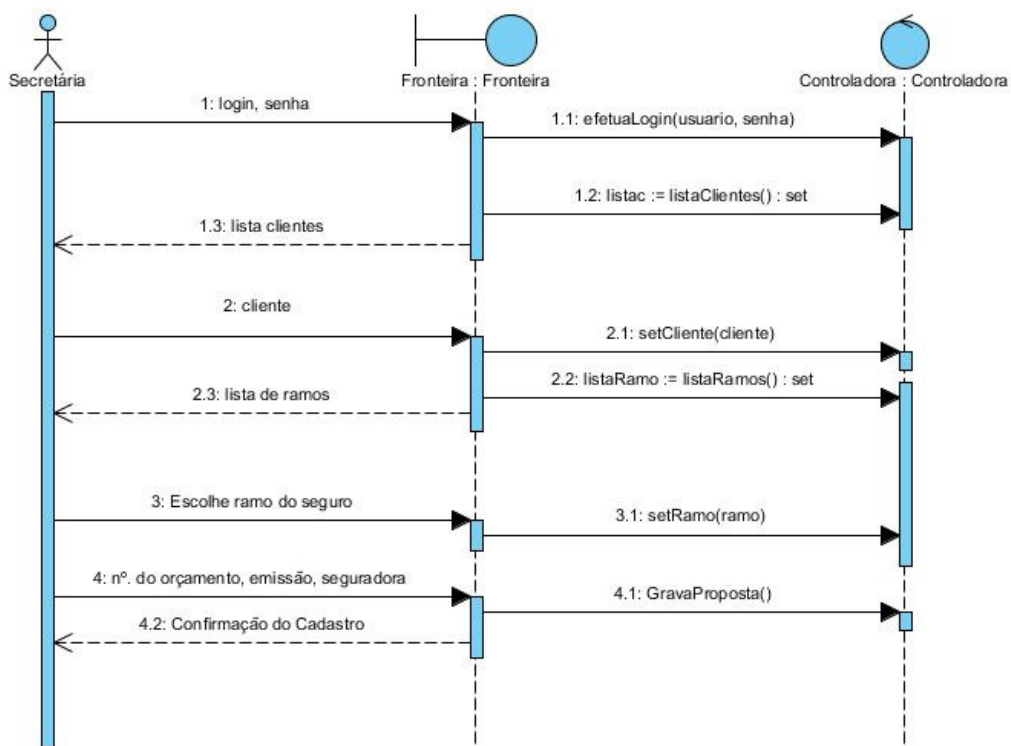 Secretária
Fronteira : Fronteira
Controladora : Controladora
1: login, senha
1.1: efetuaLogin(usuario, senha)
1.2: listac := listaClientes() : set
1.3: lista clientes
2: cliente
2.1: setCliente(cliente)
2.2: listaRamo := listaRamos() : set
2.3: lista de ramos
3: Escolhe ramo do seguro
3.1: setRamo(ramo)
4: nº. do orçamento, emissão, seguradora
4.1: GravaProposta()
4.2: Confirmação do Cadastro